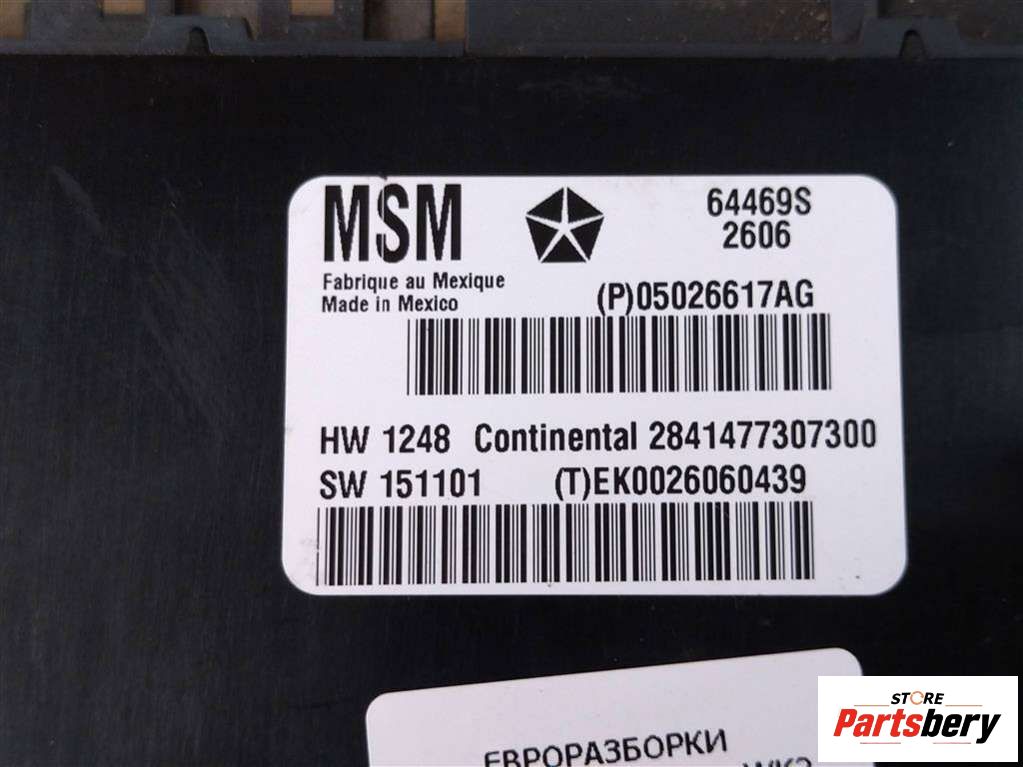 MSM
64469S
2606
Fabrique au Mexique
Made in Mexico
(P)05026617AG
HW 1248 Continental 2841477307300
SW 151101 (T)EK0026060439
ЕВРОРАЗБОРКИ
STORE
Partsbery